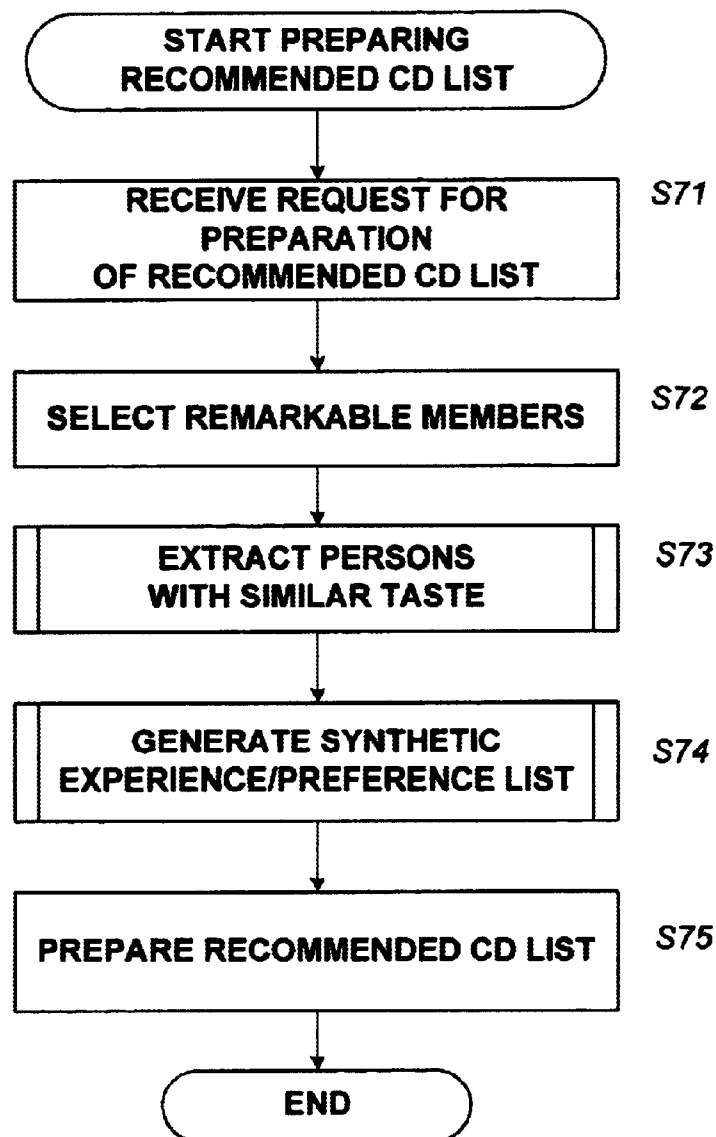 START PREPARING
RECOMMENDED CD LIST
RECEIVE REQUEST FOR
PREPARATION
OF RECOMMENDED CD LIST
S71
SELECT REMARKABLE MEMBERS
S72
EXTRACT PERSONS
WITH SIMILAR TASTE
S73
GENERATE SYNTHETIC
EXPERIENCE/PREFERENCE LIST
S74
PREPARE RECOMMENDED CD LIST
S75
END